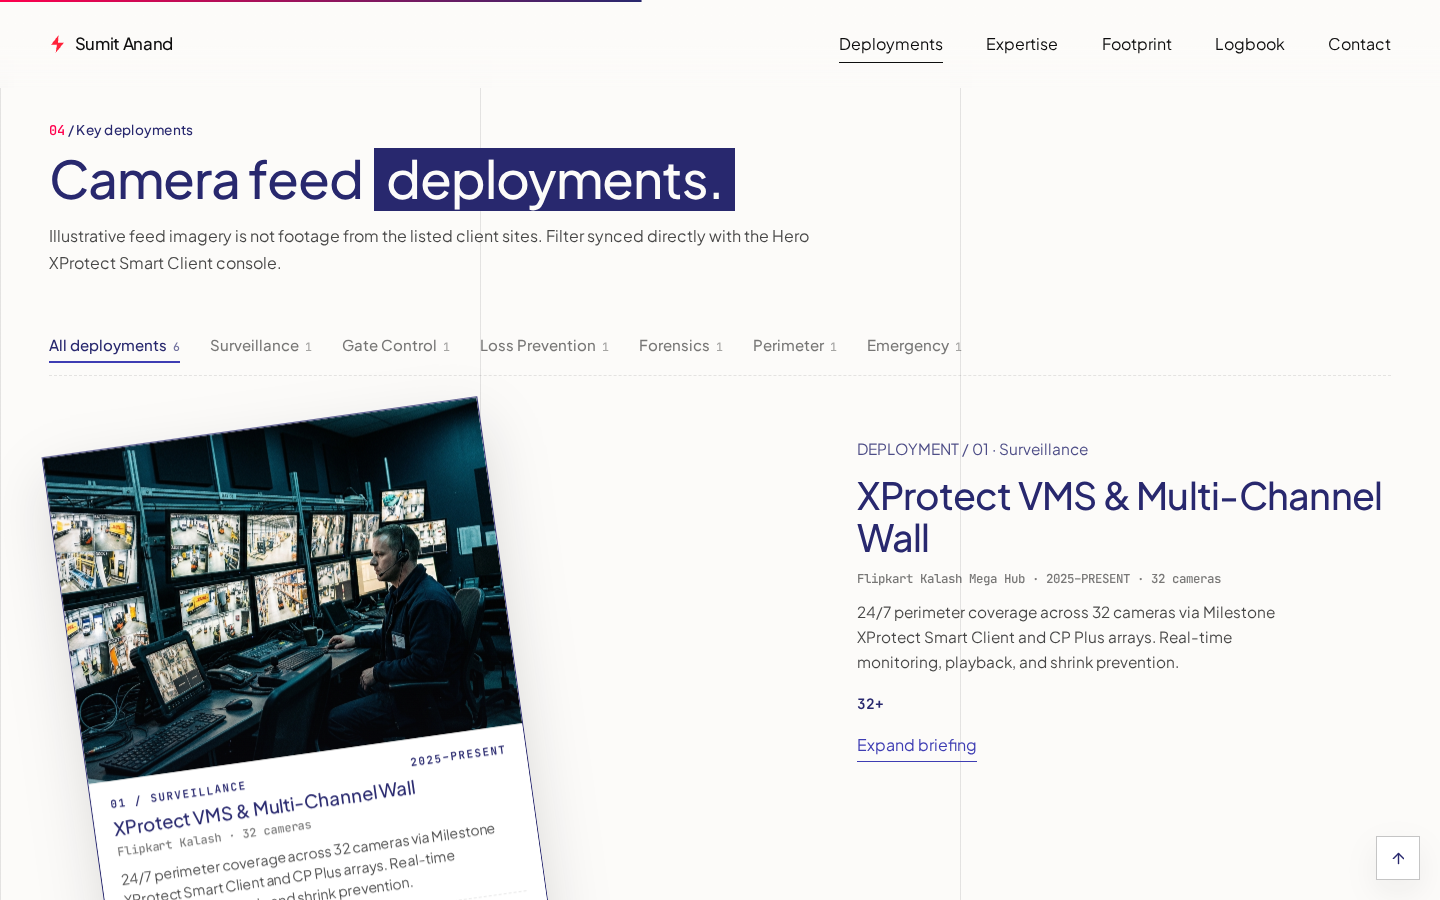 Sumit Anand
Deployments Expertise Footprint Logbook Contact
04 / Key deployments
Camera feed deployments.
Illustrative feed imagery is not footage from the listed client sites. Filter synced directly with the Hero
XProtect Smart Client console.
All deployments 6 Surveillance 1 Gate Control 1 Loss Prevention 1 Forensics 1 Perimeter 1 Emergency 1
DEPLOYMENT / 01 · Surveillance
XProtect VMS & Multi-Channel
Wall
Flipkart Kalash Mega Hub · 2025–PRESENT · 32 cameras
24/7 perimeter coverage across 32 cameras via Milestone
XProtect Smart Client and CP Plus arrays. Real-time
monitoring, playback, and shrink prevention.
32+
Expand briefing
01 / SURVEILLANCE
2025–PRESENT
XProtect VMS & Multi-Channel Wall
Flipkart Kalash · 32 cameras
24/7 perimeter coverage across 32 cameras via Milestone
XProtect Smart Client and CP Plus arrays. Real-time
and shrink prevention.